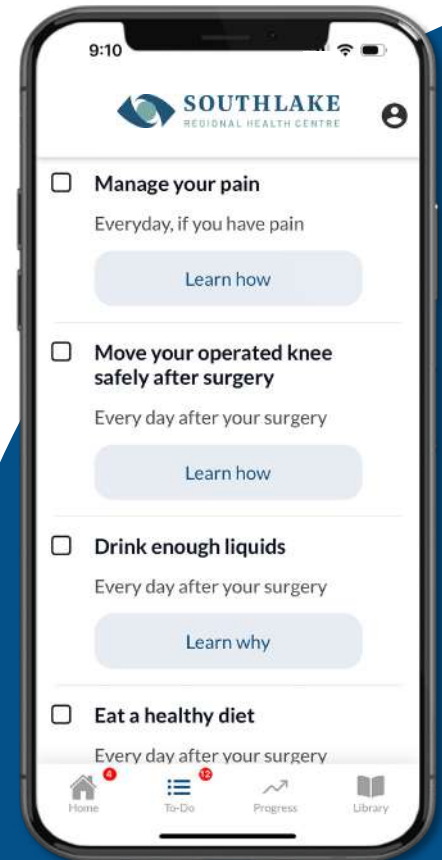 9:10
SOUTHLAKE
REGIONAL HEALTH CENTRE
Manage your pain
Everyday, if you have pain
Learn how
Move your operated knee
safely after surgery
Every day after your surgery
Learn how
Drink enough liquids
Every day after your surgery
Learn why
Eat a healthy diet
Every day after your surgery
4
12
Home
To-Do
Progress
Library